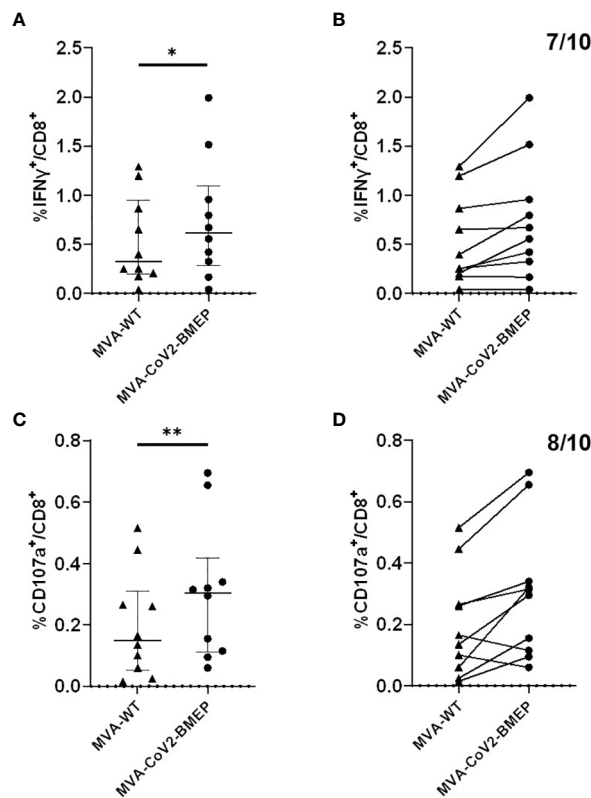 A
2.5
2.0
1.5
1.0
0.5
0.0
%IFNγ⁺/CD8⁺
*
MVA-WT
MVA-CoV2-BMEP
B
7/10
2.5
2.0
1.5
1.0
0.5
0.0
%IFNγ⁺/CD8⁺
MVA-WT
MVA-CoV2-BMEP
C
0.8
0.6
0.4
0.2
0.0
%CD107a⁺/CD8⁺
**
MVA-WT
MVA-CoV2-BMEP
D
8/10
0.8
0.6
0.4
0.2
0.0
%CD107a⁺/CD8⁺
MVA-WT
MVA-CoV2-BMEP